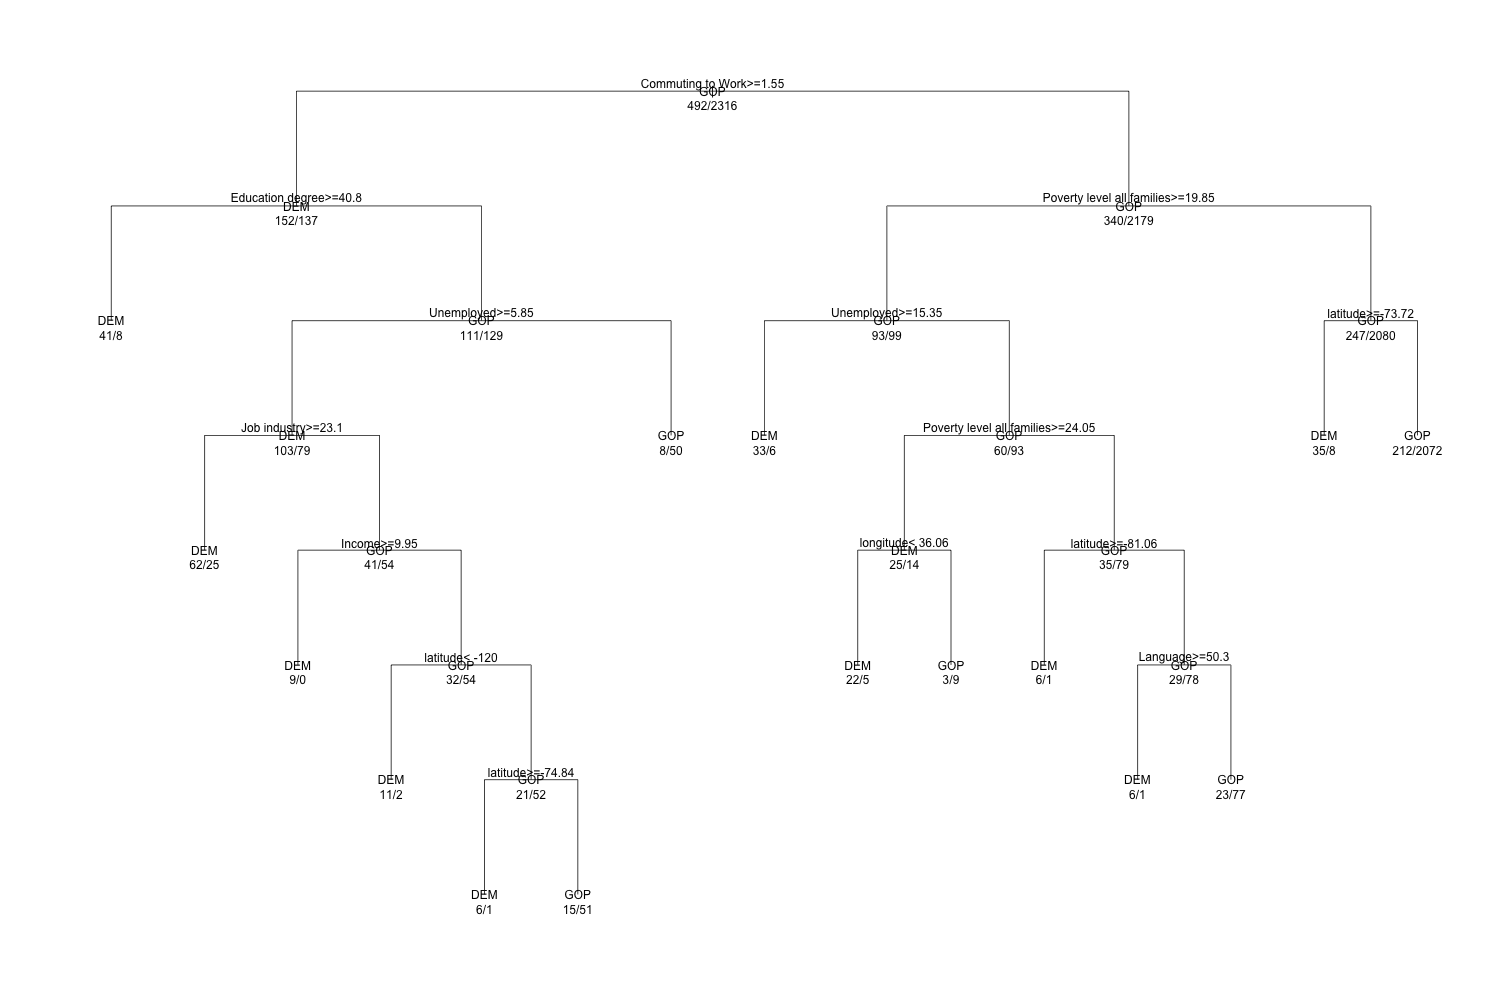 Commuting to Work>=1.55
GOP
492/2316
Education degree>=40.8
DEM
152/137
Poverty level all families>=19.85
GOP
340/2179
DEM
41/8
Unemployed>=5.85
GOP
111/129
Unemployed>=15.35
GOP
93/99
latitude>=-73.72
GOP
247/2080
Job industry>=23.1
DEM
103/79
GOP
8/50
DEM
33/6
Poverty level all families>=24.05
GOP
60/93
DEM
35/8
GOP
212/2072
DEM
62/25
Income>=9.95
GOP
41/54
longitude< 36.06
DEM
25/14
latitude>=-81.06
GOP
35/79
DEM
9/0
latitude< -120
GOP
32/54
DEM
22/5
GOP
3/9
DEM
6/1
Language>=50.3
GOP
29/78
DEM
11/2
latitude>=-74.84
GOP
21/52
DEM
6/1
GOP
23/77
DEM
6/1
GOP
15/51